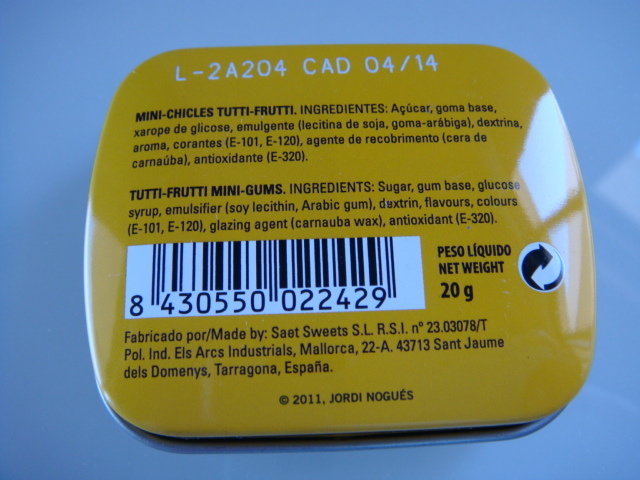 L-2A204 CAD 04/14
MINI-CHICLES TUTTI-FRUTTI. INGREDIENTES: Açúcar, goma base,
xarope de glicose, emulgente (lecitina de soja, goma-arábiga), dextrina,
aroma, corantes (E-101, E-120), agente de recobrimento (cera de
carnaúba), antioxidante (E-320).
TUTTI-FRUTTI MINI-GUMS. INGREDIENTS: Sugar, gum base, glucose
syrup, emulsifier (soy lecithin, Arabic gum), dextrin, flavours, colours
(E-101, E-120), glazing agent (carnauba wax), antioxidant (E-320).
PESO LÍQUIDO
NET WEIGHT
20 g
8 430550 022429
Fabricado por/Made by: Saet Sweets S.L. R.S.I. nº 23.03078/T
Pol. Ind. Els Arcs Industrials, Mallorca, 22-A. 43713 Sant Jaume
dels Domenys, Tarragona, España.
© 2011, JORDI NOGUÉS